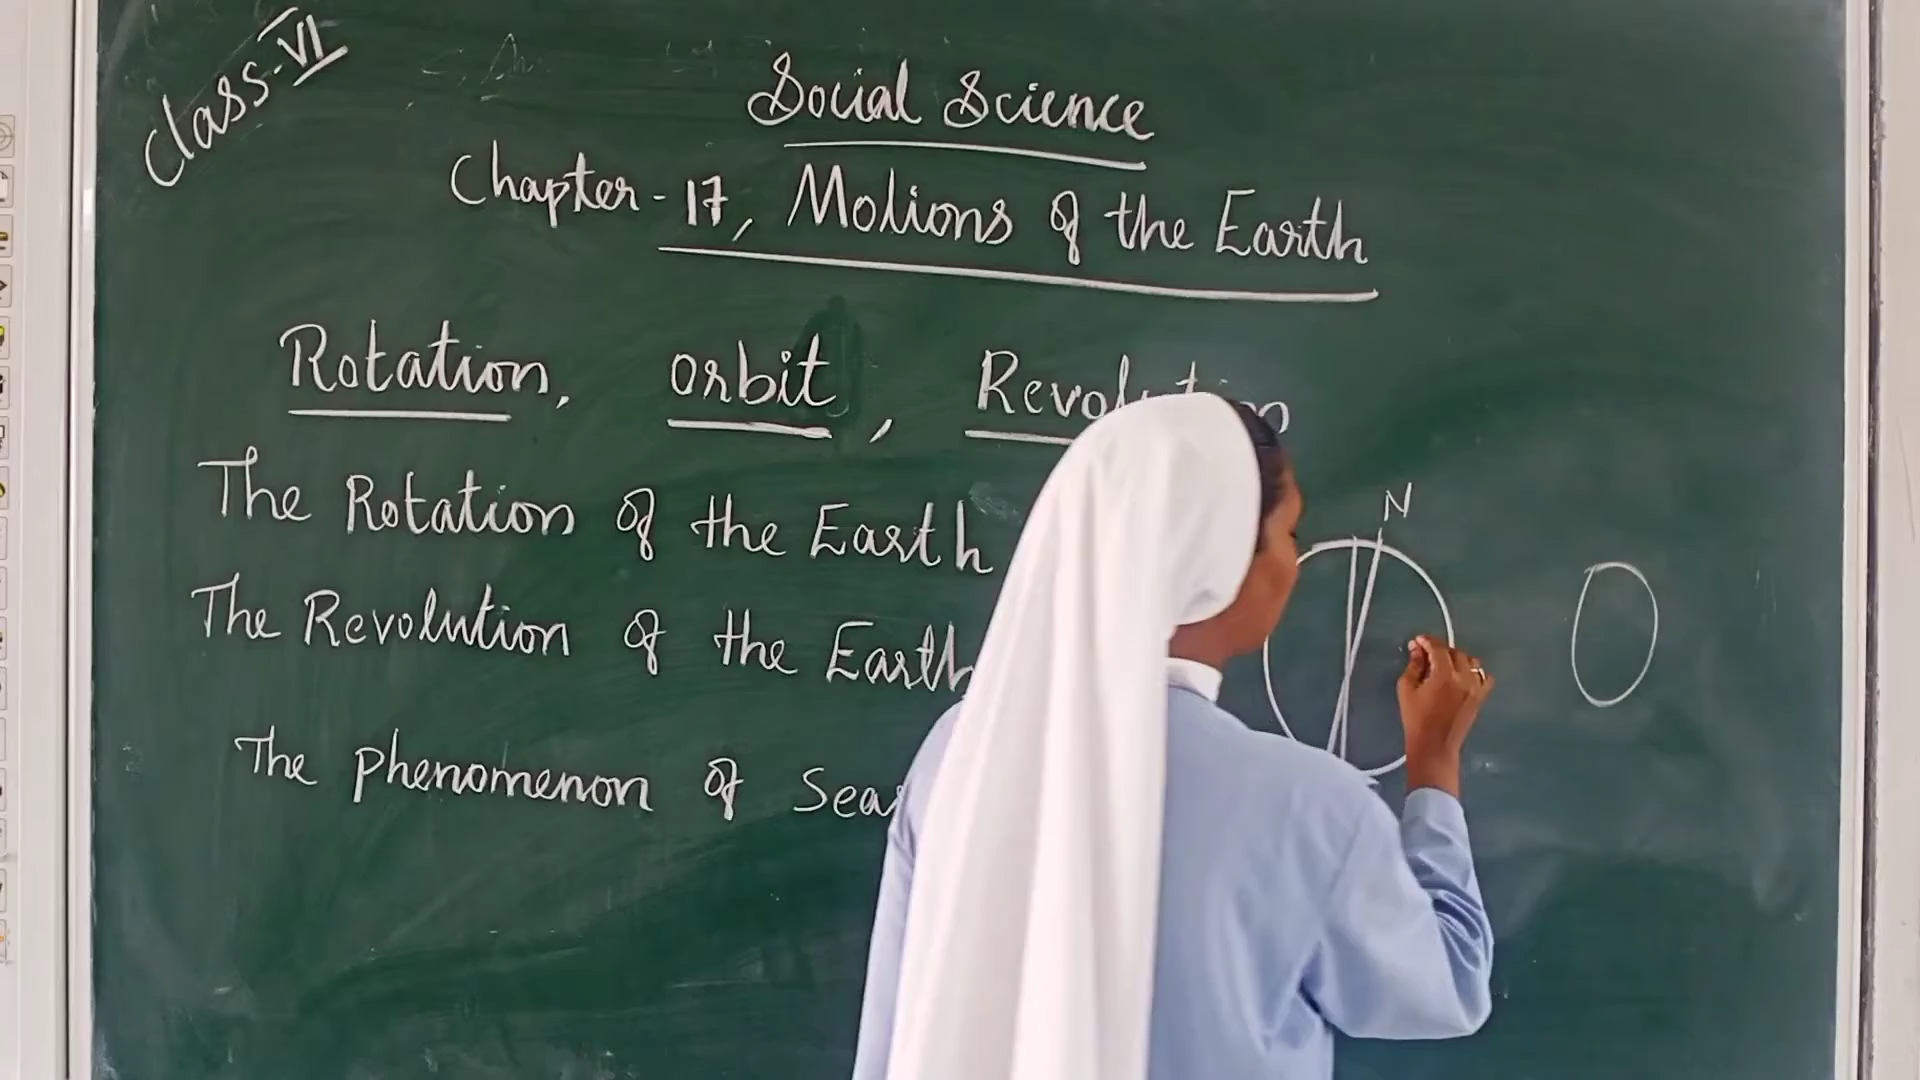 Class-VI
Social Science
Chapter-17, Motions of the Earth
Rotation, orbit, Revolution
The Rotation of the Earth
The Revolution of the Earth
The phenomenon of
N